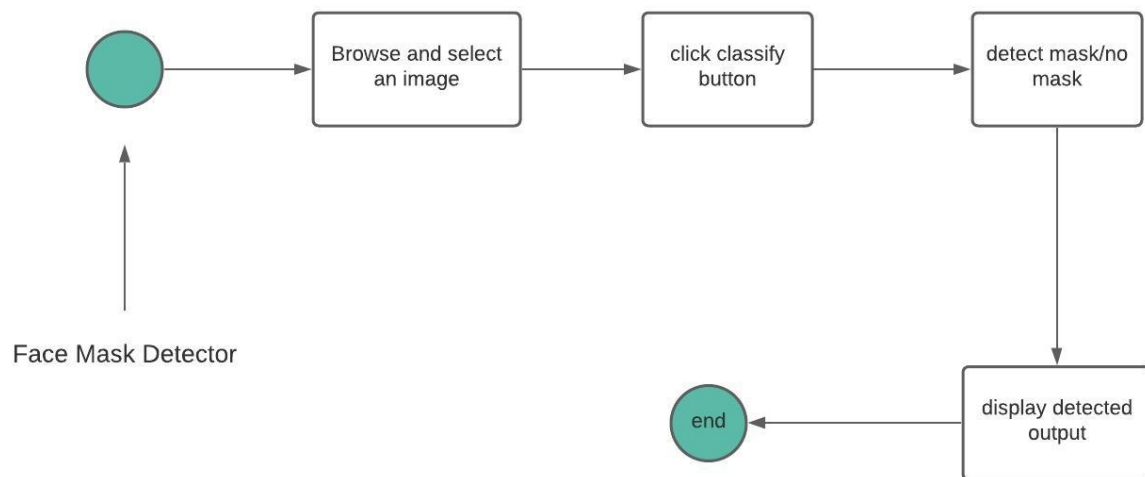 Browse and select
an image
click classify
button
detect mask/no
mask
Face Mask Detector
display detected
output
end